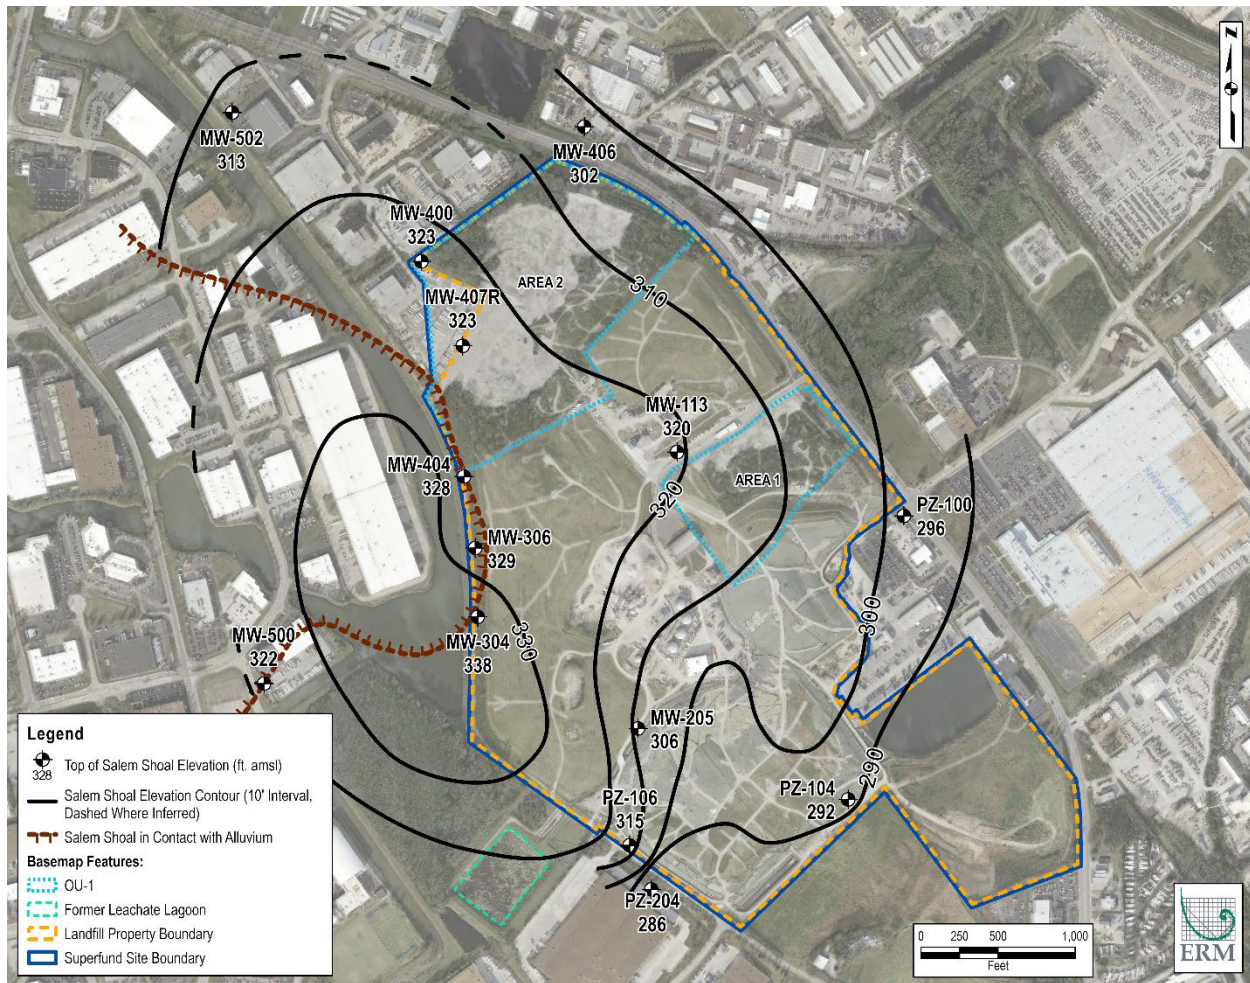 N
MW-502
313
MW-406
302
MW-400
323
AREA 2
MW-407R
323
310
MW-113
320
MW-404
328
AREA 1
320
PZ-100
296
MW-306
329
300
MW-304
338
330
MW-500
322
MW-205
306
290
PZ-104
292
PZ-106
315
PZ-204
286
Legend
328
Top of Salem Shoal Elevation (ft. amsl)
Salem Shoal Elevation Contour (10' Interval,
Dashed Where Inferred)
Salem Shoal in Contact with Alluvium
Basemap Features:
OU-1
Former Leachate Lagoon
Landfill Property Boundary
Superfund Site Boundary
0 250 500 1,000
Feet
ERM